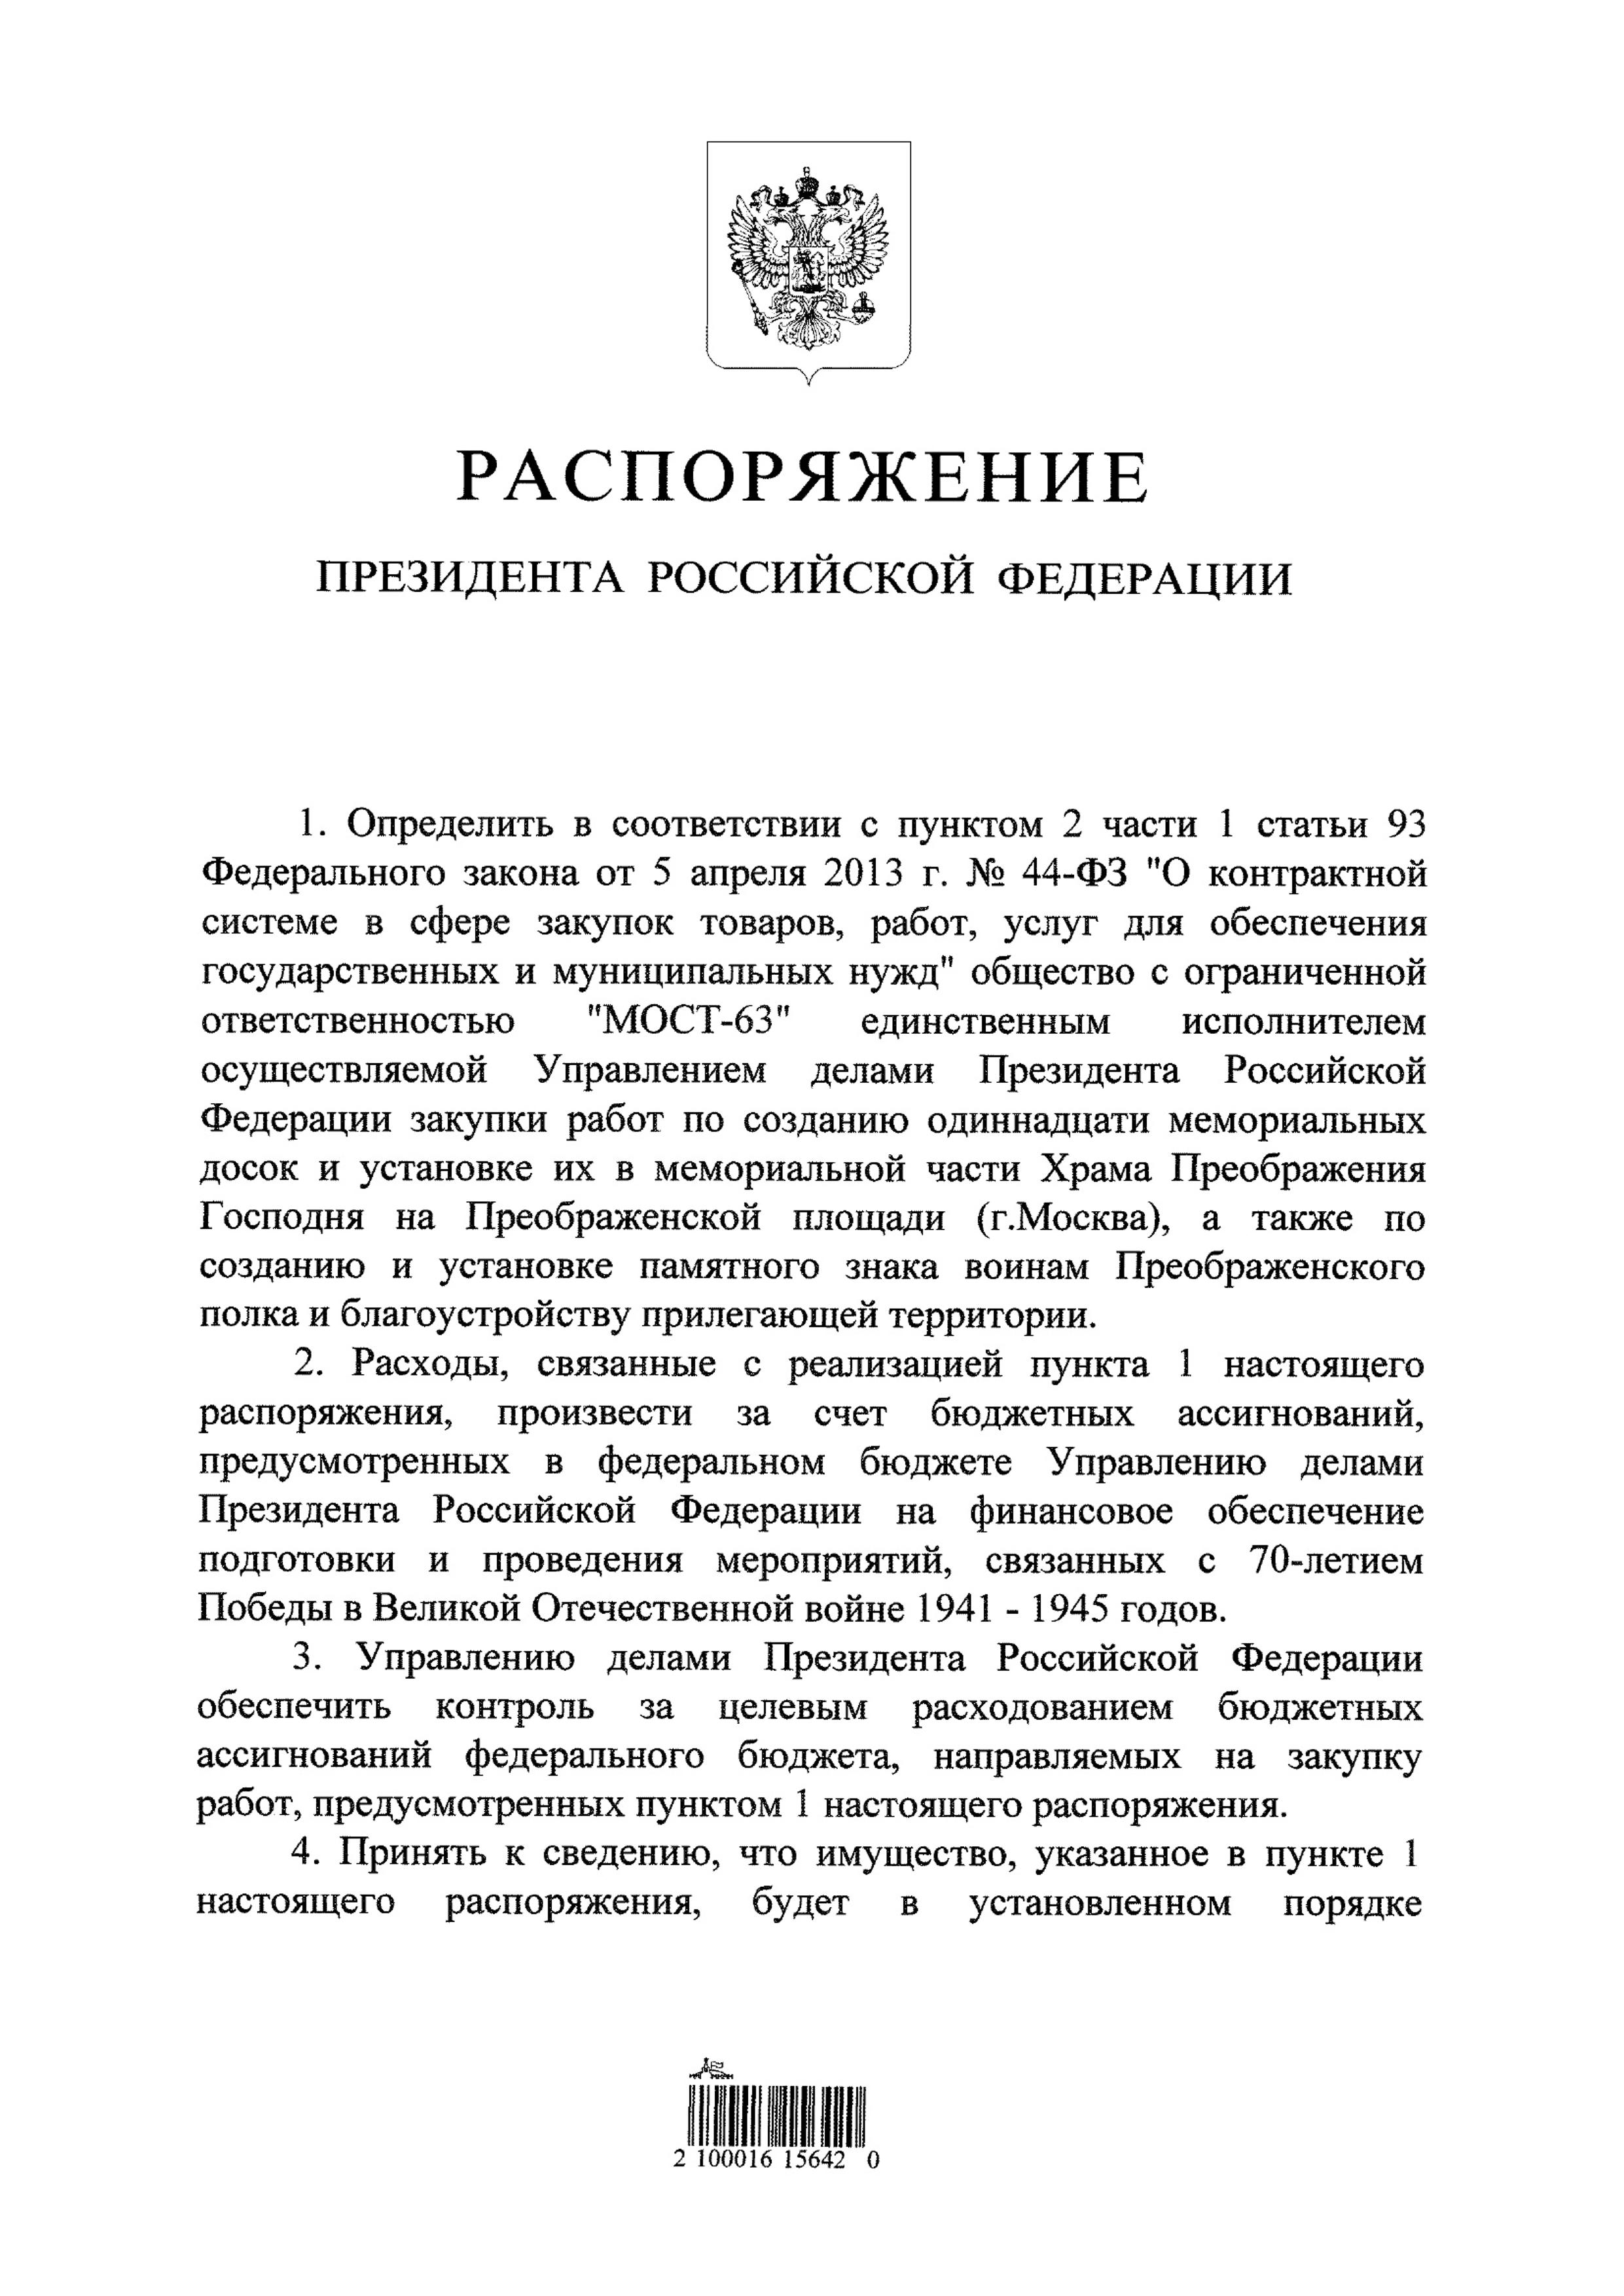 РАСПОРЯЖЕНИЕ
ПРЕЗИДЕНТА РОССИЙСКОЙ ФЕДЕРАЦИИ
1. Определить в соответствии с пунктом 2 части 1 статьи 93
Федерального закона от 5 апреля 2013 г. № 44-ФЗ "О контрактной
системе в сфере закупок товаров, работ, услуг для обеспечения
государственных и муниципальных нужд" общество с ограниченной
ответственностью "МОСТ-63" единственным исполнителем
осуществляемой Управлением делами Президента Российской
Федерации закупки работ по созданию одиннадцати мемориальных
досок и установке их в мемориальной части Храма Преображения
Господня на Преображенской площади (г.Москва), а также по
созданию и установке памятного знака воинам Преображенского
полка и благоустройству прилегающей территории.
2. Расходы, связанные с реализацией пункта 1 настоящего
распоряжения, произвести за счет бюджетных ассигнований,
предусмотренных в федеральном бюджете Управлению делами
Президента Российской Федерации на финансовое обеспечение
подготовки и проведения мероприятий, связанных с 70-летием
Победы в Великой Отечественной войне 1941 - 1945 годов.
3. Управлению делами Президента Российской Федерации
обеспечить контроль за целевым расходованием бюджетных
ассигнований федерального бюджета, направляемых на закупку
работ, предусмотренных пунктом 1 настоящего распоряжения.
4. Принять к сведению, что имущество, указанное в пункте 1
настоящего распоряжения, будет в установленном порядке
2 100016 15642 0